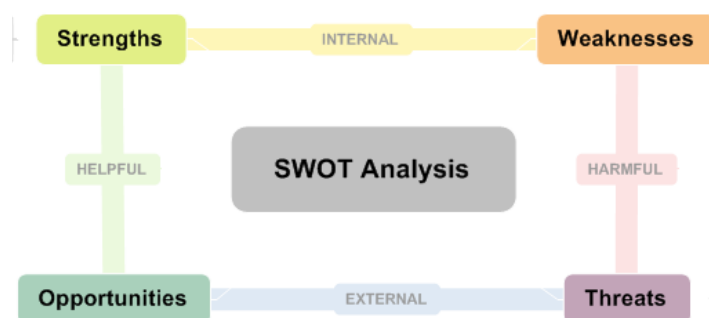 Strengths
INTERNAL
Weaknesses
HELPFUL
SWOT Analysis
HARMFUL
Opportunities
EXTERNAL
Threats